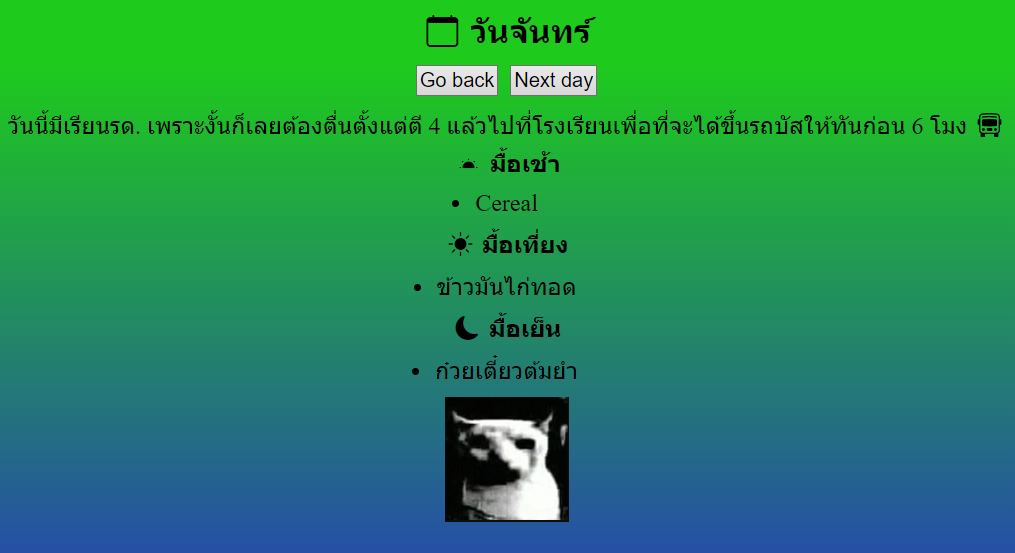 วันจันทร์
Go back Next day
วันนี้มีเรียนรด. เพราะงั้นก็เลยต้องตื่นตั้งแต่ตี 4 แล้วไปที่โรงเรียนเพื่อที่จะได้ขึ้นรถบัสให้ทันก่อน 6 โมง
มื้อเช้า
• Cereal
มื้อเที่ยง
• ข้าวมันไก่ทอด
มื้อเย็น
• ก๋วยเตี๋ยวต้มยำ